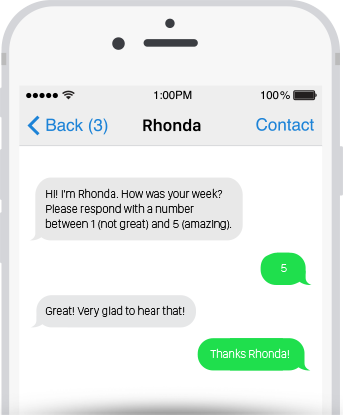 1:00PM
100%
Back (3)
Rhonda
Contact
Hi! I'm Rhonda. How was your week?
Please respond with a number
between 1 (not great) and 5 (amazing).
5
Great! Very glad to hear that!
Thanks Rhonda!